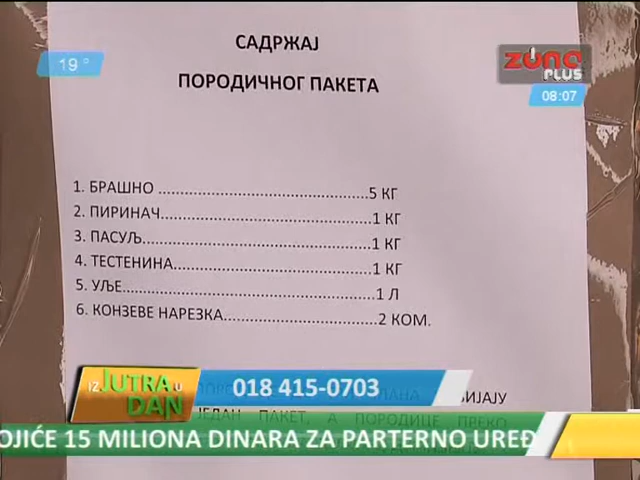 САДРЖАЈ
ПОРОДИЧНОГ ПАКЕТА
19 °
zona PLUS
08:07
1. БРАШНО ...............................................5 КГ
2. ПИРИНАЧ...............................................1 КГ
3. ПАСУЉ...............................................1 КГ
4. ТЕСТЕНИНА...............................................1 КГ
5. УЉЕ...............................................1 Л
6. КОНЗЕВЕ НАРЕЗКА...............................................2 КОМ.
IZ JUTRA U DAN
018 415-0703
ЈЕДАН ПАКЕТ, А ПОРОДИЦЕ ПРЕКО
OJIĆE 15 MILIONA DINARA ZA PARTERNO UREĐ